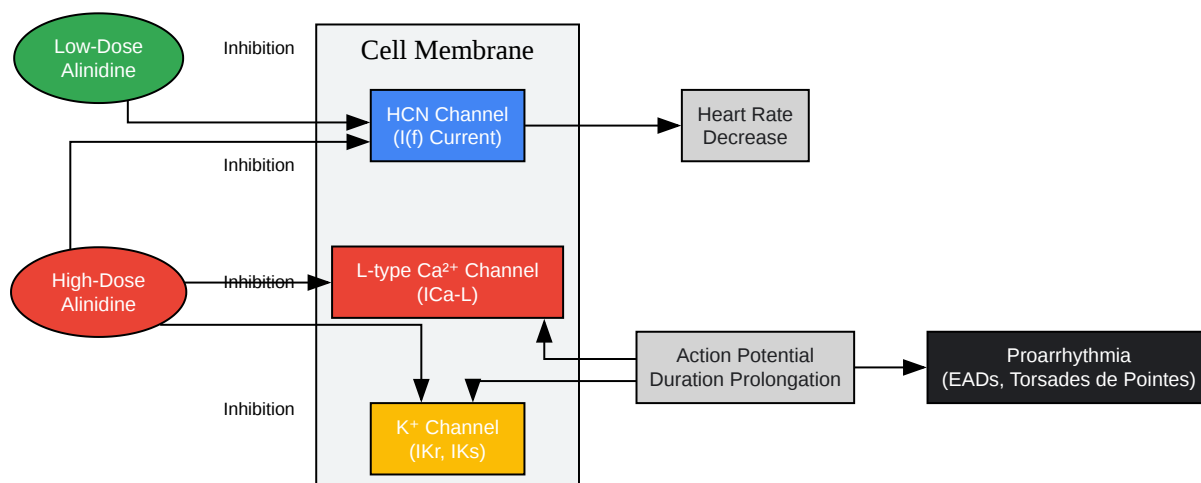 Low-Dose
Alinidine
Inhibition
Cell Membrane
HCN Channel
(I(f) Current)
Heart Rate
Decrease
Inhibition
High-Dose
Alinidine
Inhibition
L-type Ca²⁺ Channel
(ICa-L)
Action Potential
Duration Prolongation
Proarrhythmia
(EADs, Torsades de Pointes)
Inhibition
K⁺ Channel
(IKr, IKs)